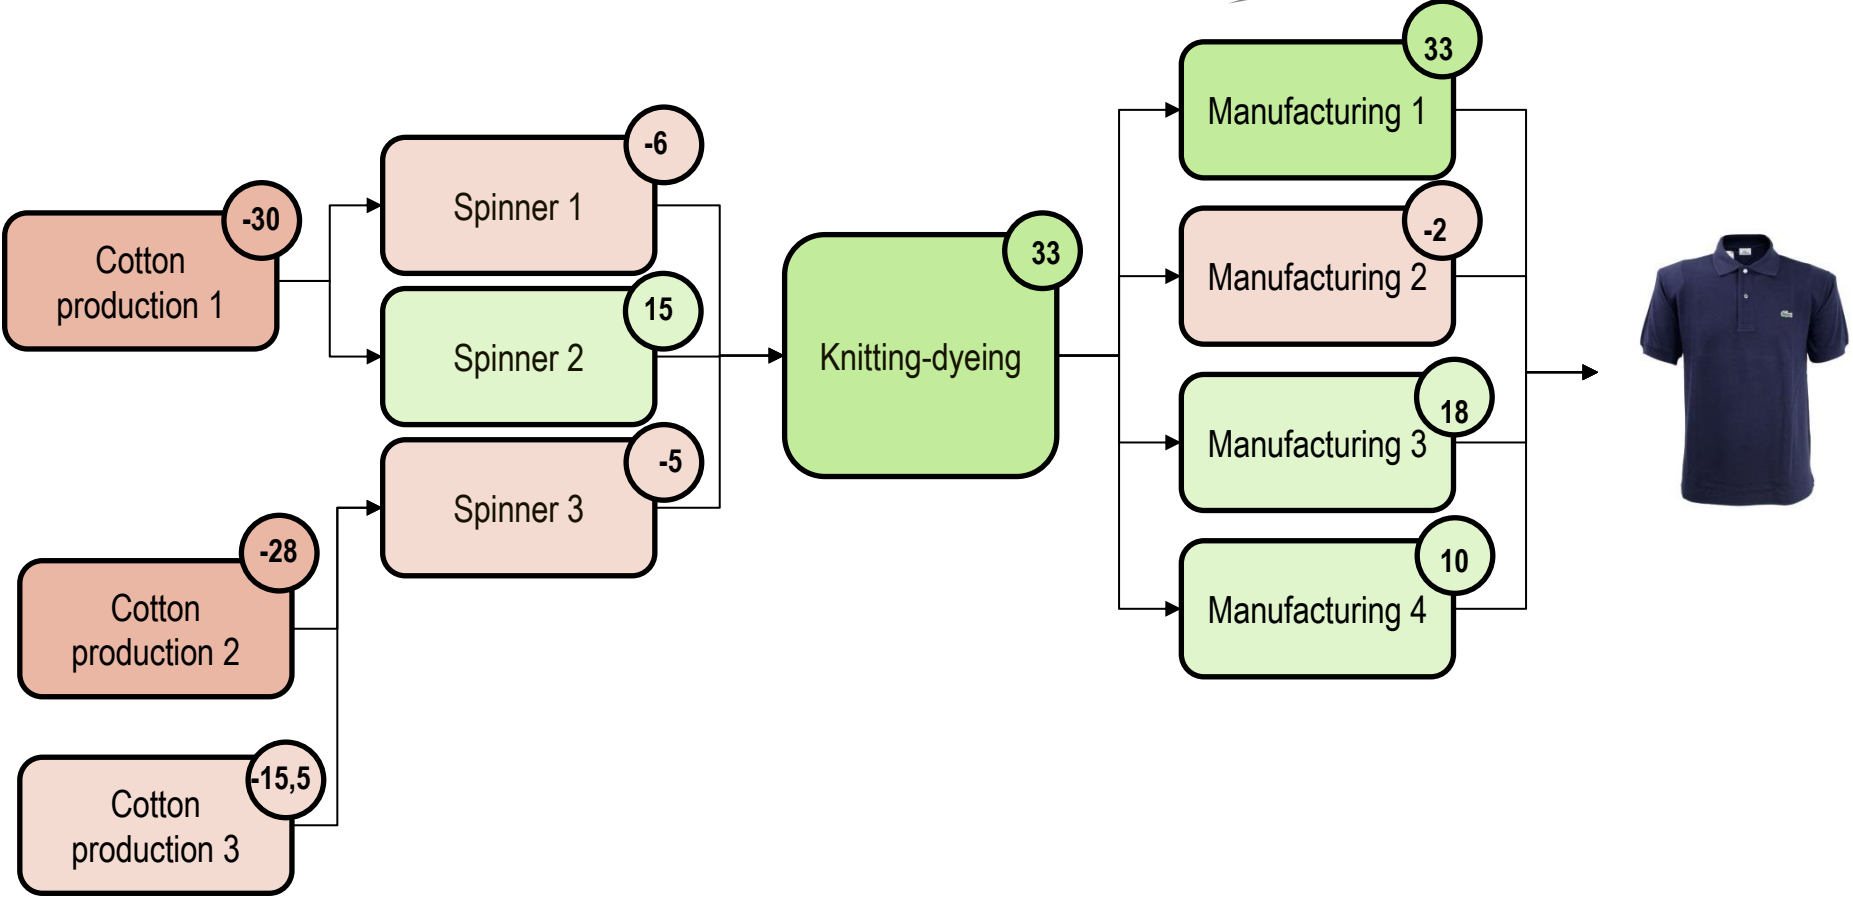 -30
Cotton
production 1
-28
Cotton
production 2
-15,5
Cotton
production 3
-6
Spinner 1
15
Spinner 2
-5
Spinner 3
33
Knitting-dyeing
33
Manufacturing 1
-2
Manufacturing 2
18
Manufacturing 3
10
Manufacturing 4